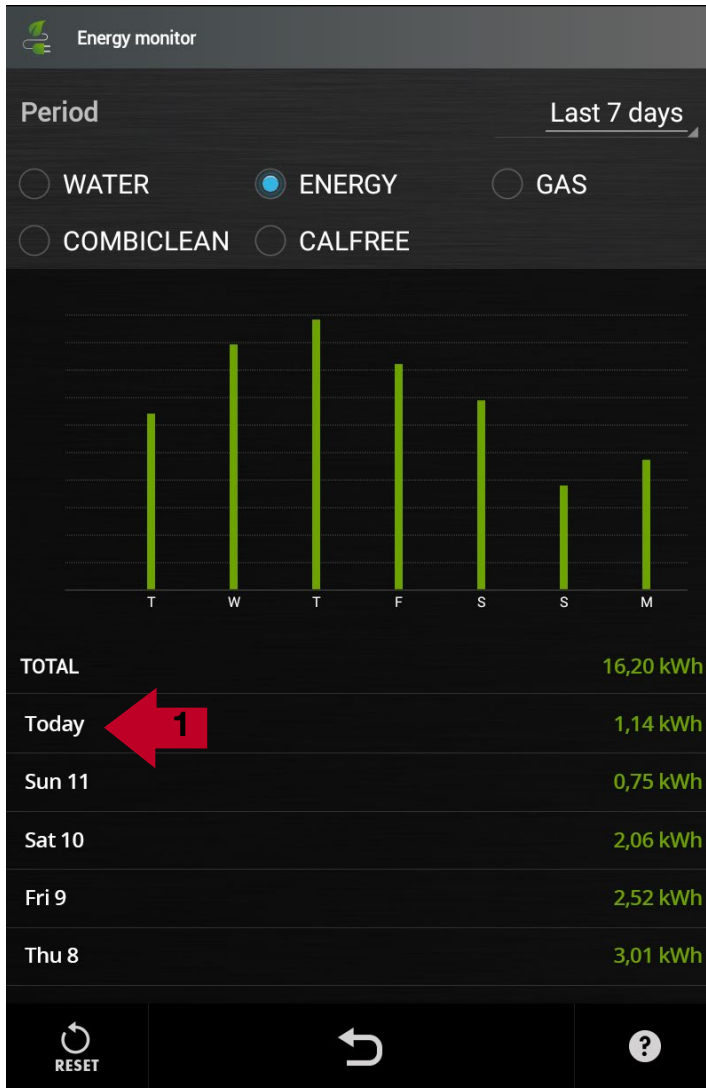 Energy monitor
Period Last 7 days
WATER ENERGY GAS
COMBICLEAN CALFREE
T W T F S S M
TOTAL 16,20 kWh
Today 1 1,14 kWh
Sun 11 0,75 kWh
Sat 10 2,06 kWh
Fri 9 2,52 kWh
Thu 8 3,01 kWh
RESET ?